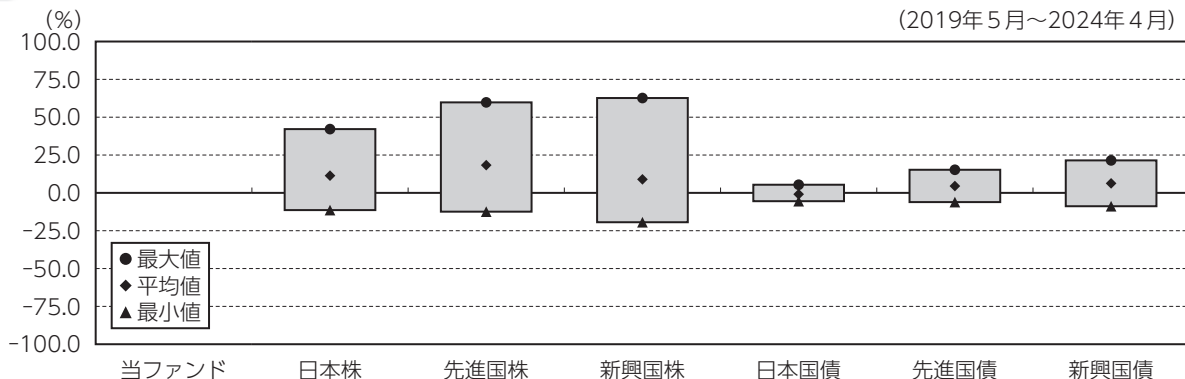 (%)
(2019年5月～2024年4月)
100.0
75.0
50.0
25.0
0.0
-25.0
-50.0
-75.0
-100.0
●最大値
◆平均値
▲最小値
当ファンド 日本株 先進国株 新興国株 日本国債 先進国債 新興国債